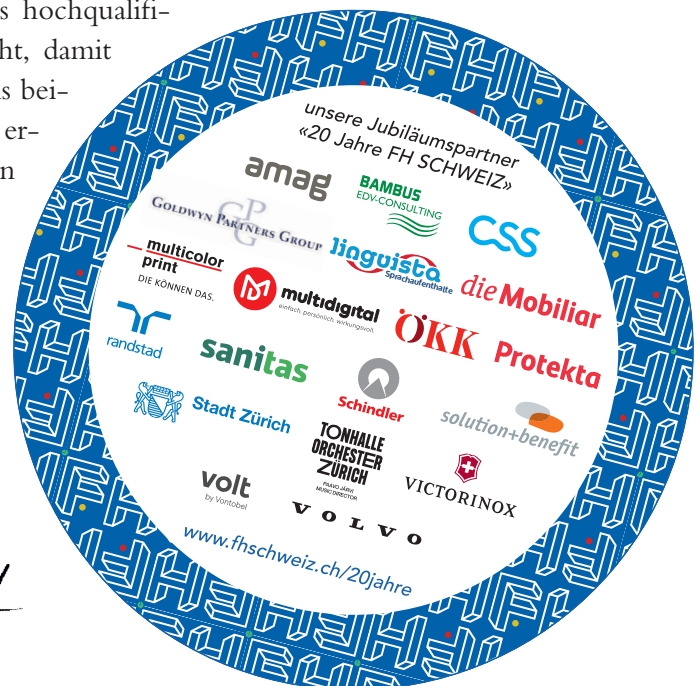 s hochqualifi-
ht, damit
s bei-
er-
n
unsere Jubiläumspartner
«20 Jahre FH SCHWEIZ»
amag
BAMBUS
EDV-CONSULTING
CSS
GOLDWYN PARTNERS GROUP
GPG
linguista
Sprachaufenthalte
die Mobiliar
multicolor
print
DIE KÖNNEN DAS.
multidigital
einfach. persönlich. wirkungsvoll.
ÖKK
Protekta
randstad
sanitas
Schindler
solution+benefit
Stadt Zürich
TONHALLE
ORCHESTER
ZÜRICH
PAAVO JÄRVI
MUSIC DIRECTOR
VICTORINOX
volt
by Vontobel
VOLVO
www.fhschweiz.ch/20jahre